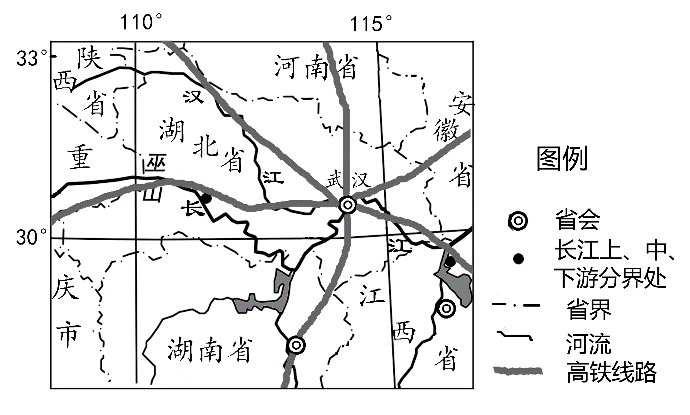 110° 115°
33°
陕西省
河南省
汉江
湖北省
安徽省
重庆市
巫山
武汉
长江
30°
江西省
湖南省
图例
省会
长江上、中、
下游分界处
省界
河流
高铁线路